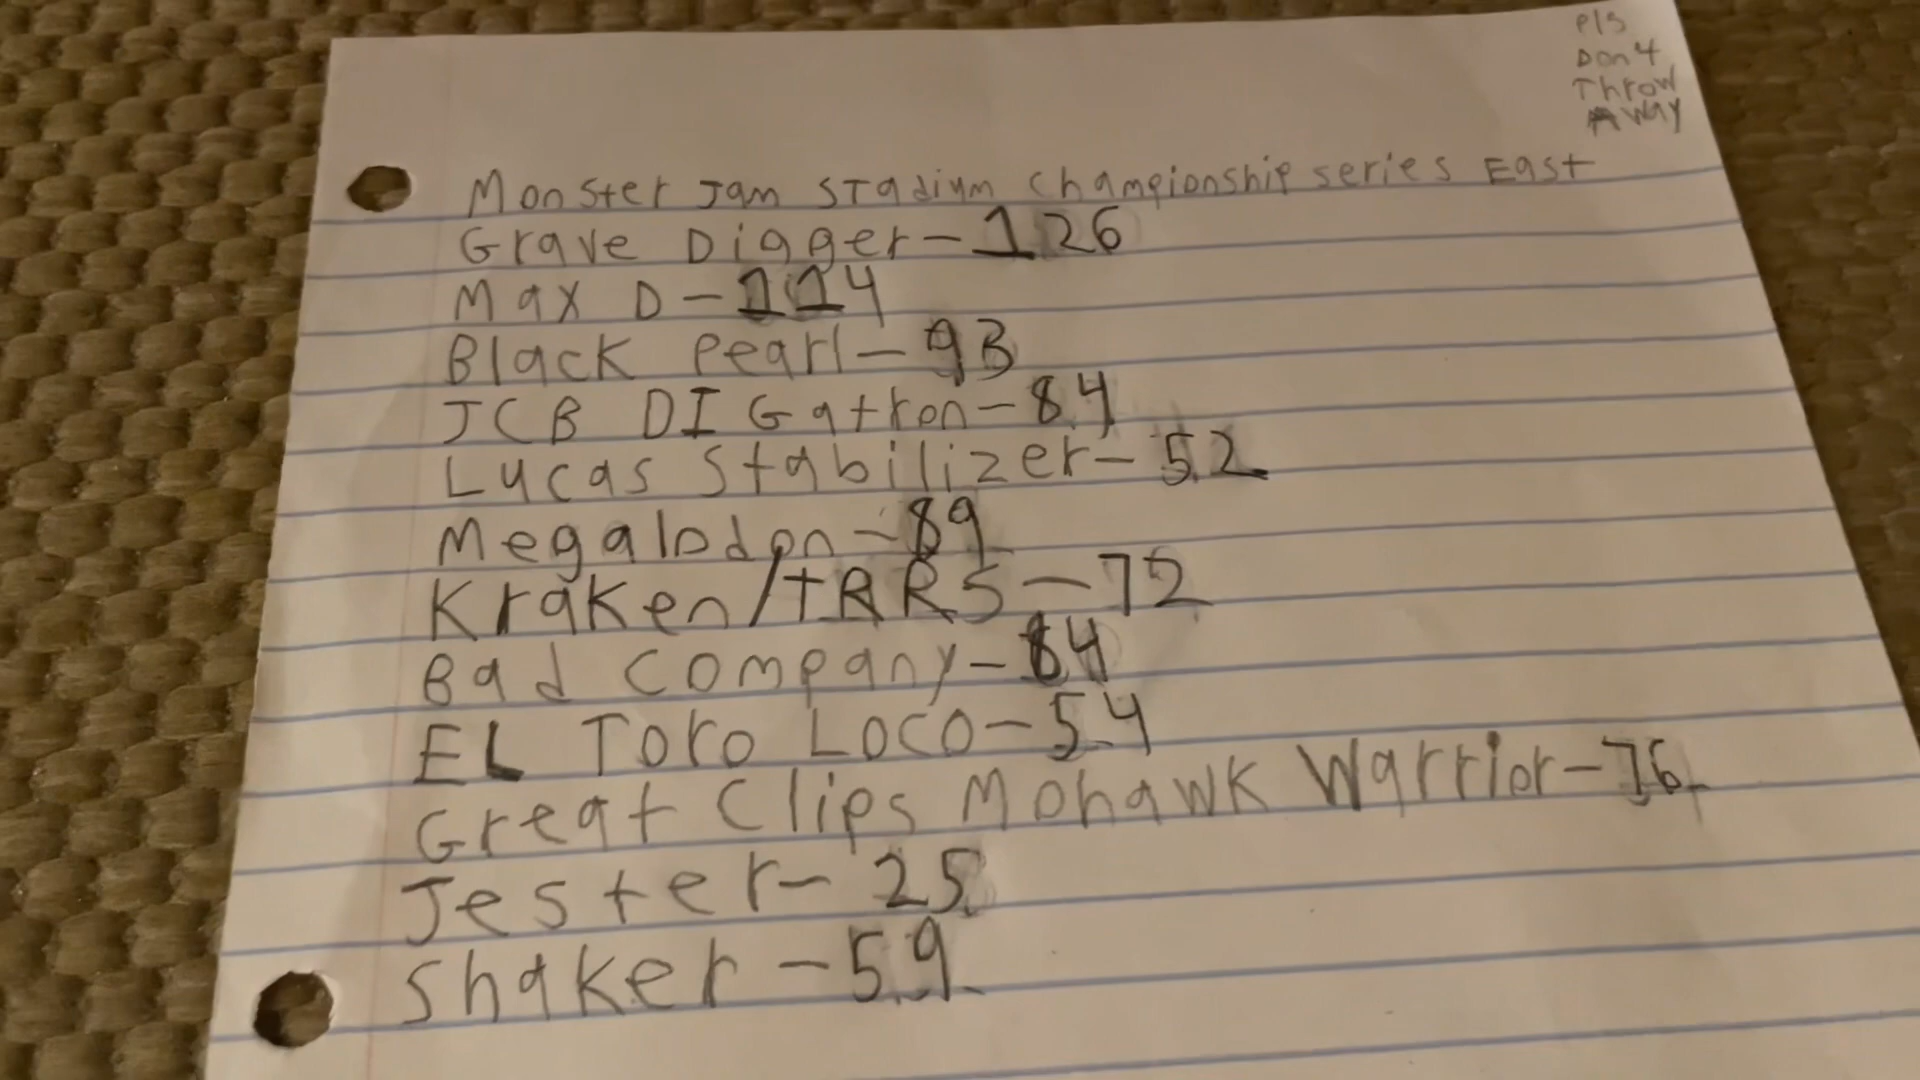 Pls
Don4
Throw
Away
Monster Jam Stadium Championship series East
Grave Digger-126
Max D-114
Black Pearl-93
JCB DIGatron-84
Lucas Stabilizer-52
Megalodon-89
Kraken/TRRS-72
Bad Company-84
EL Toro Loco-54
Great Clips Mohawk Warrior-76
Jester-25
Shaker-59